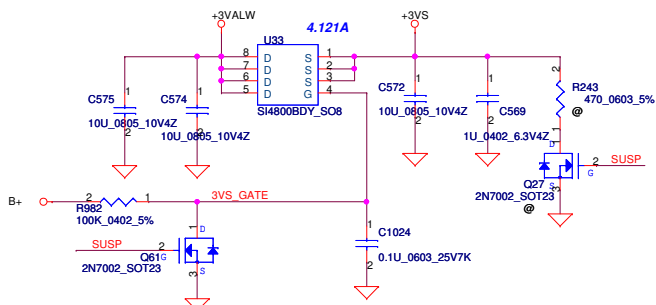 +3VALW
4.121A
+3VS
U33
8 D S 1
7 D S 2
6 D S 3
5 D G 4
SI4800BDY_SO8
C575
10U_0805_10V4Z
1
2
C574
10U_0805_10V4Z
1
2
C572
10U_0805_10V4Z
1
2
C569
1U_0402_6.3V4Z
1
2
2
R243
470_0603_5%
@
1
1
D
2
G
SUSP
S
3
Q27
2N7002_SOT23
@
B+
2
1
R982
100K_0402_5%
3VS_GATE
SUSP
2
G
1
D
S
3
Q61
2N7002_SOT23
1
C1024
0.1U_0603_25V7K
2